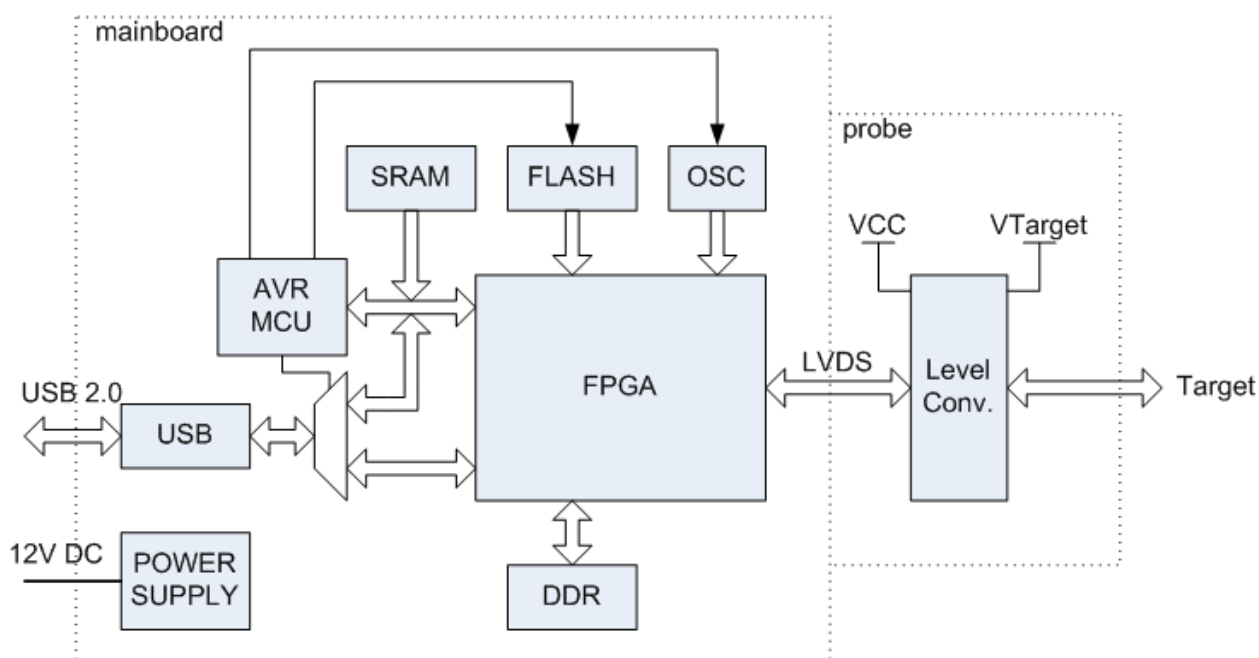 mainboard
probe
SRAM
FLASH
OSC
VCC
VTarget
AVR
MCU
FPGA
LVDS
Level
Conv.
Target
USB 2.0
USB
12V DC
POWER
SUPPLY
DDR